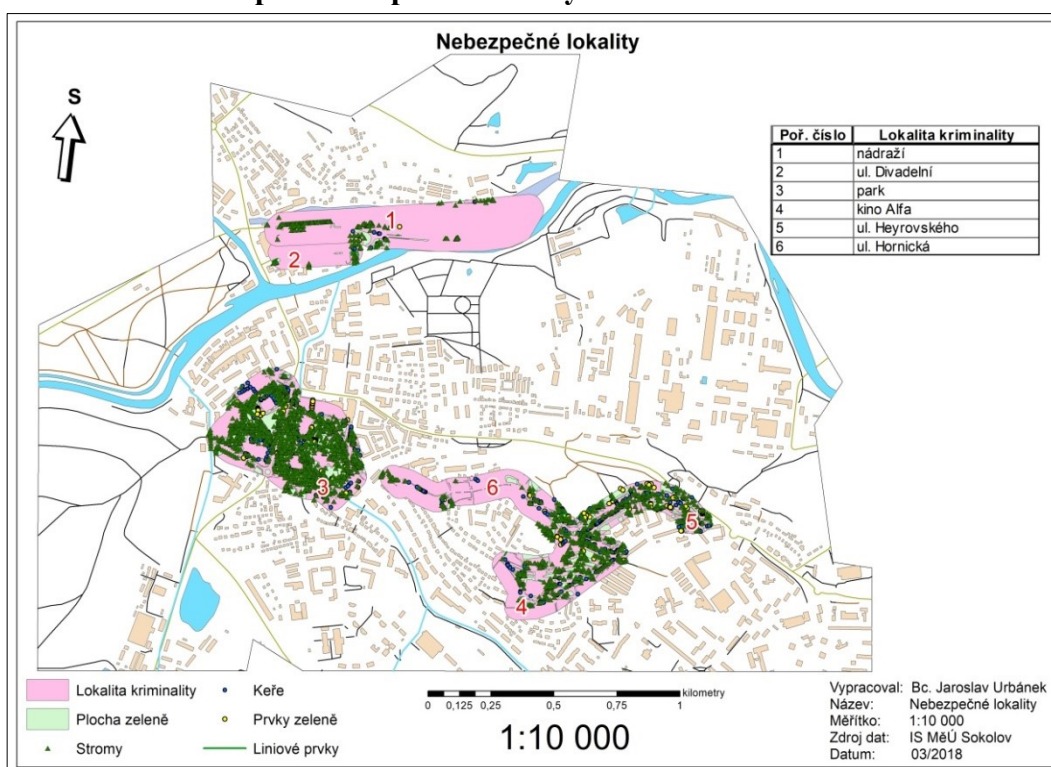 Nebezpečné lokality
S
Poř. číslo Lokalita kriminality
1 nádraží
2 ul. Divadelní
3 park
4 kino Alfa
5 ul. Heyrovského
6 ul. Hornická
1
2
3
6
5
4
Lokalita kriminality
Keře
Plocha zeleně
Prvky zeleně
Stromy
Liniové prvky
kilometry
0 0,125 0,25 0,5 0,75 1
1:10 000
Vypracoval: Bc. Jaroslav Urbánek
Název: Nebezpečné lokality
Měřítko: 1:10 000
Zdroj dat: IS MěÚ Sokolov
Datum: 03/2018